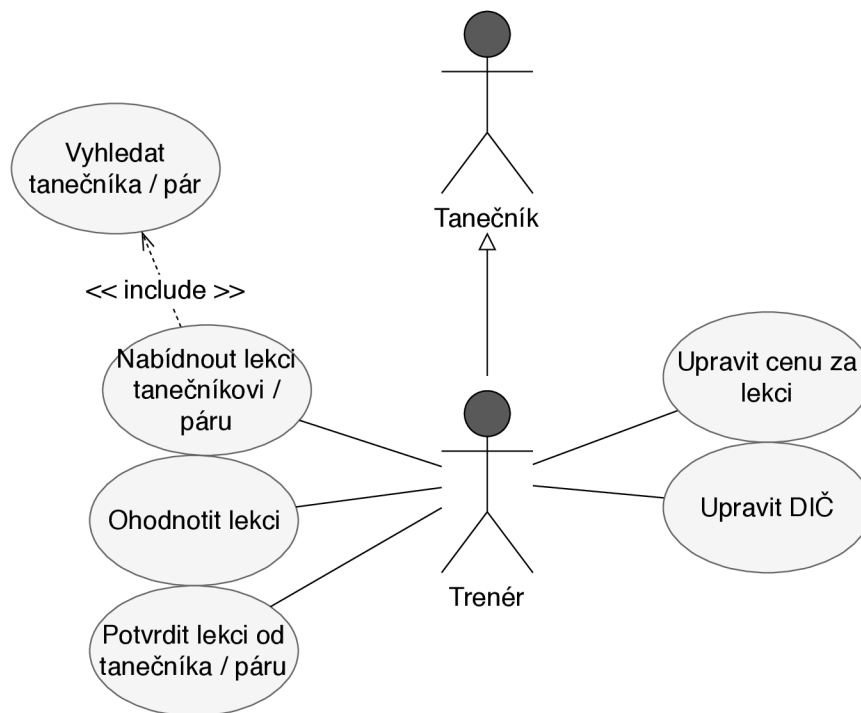 Tanečník
Vyhledat
tanečníka / pár
<< include >>
Nabídnout lekci
tanečníkovi /
páru
Ohodnotit lekci
Potvrdit lekci od
tanečníka / páru
Trenér
Upravit cenu za
lekci
Upravit DIČ